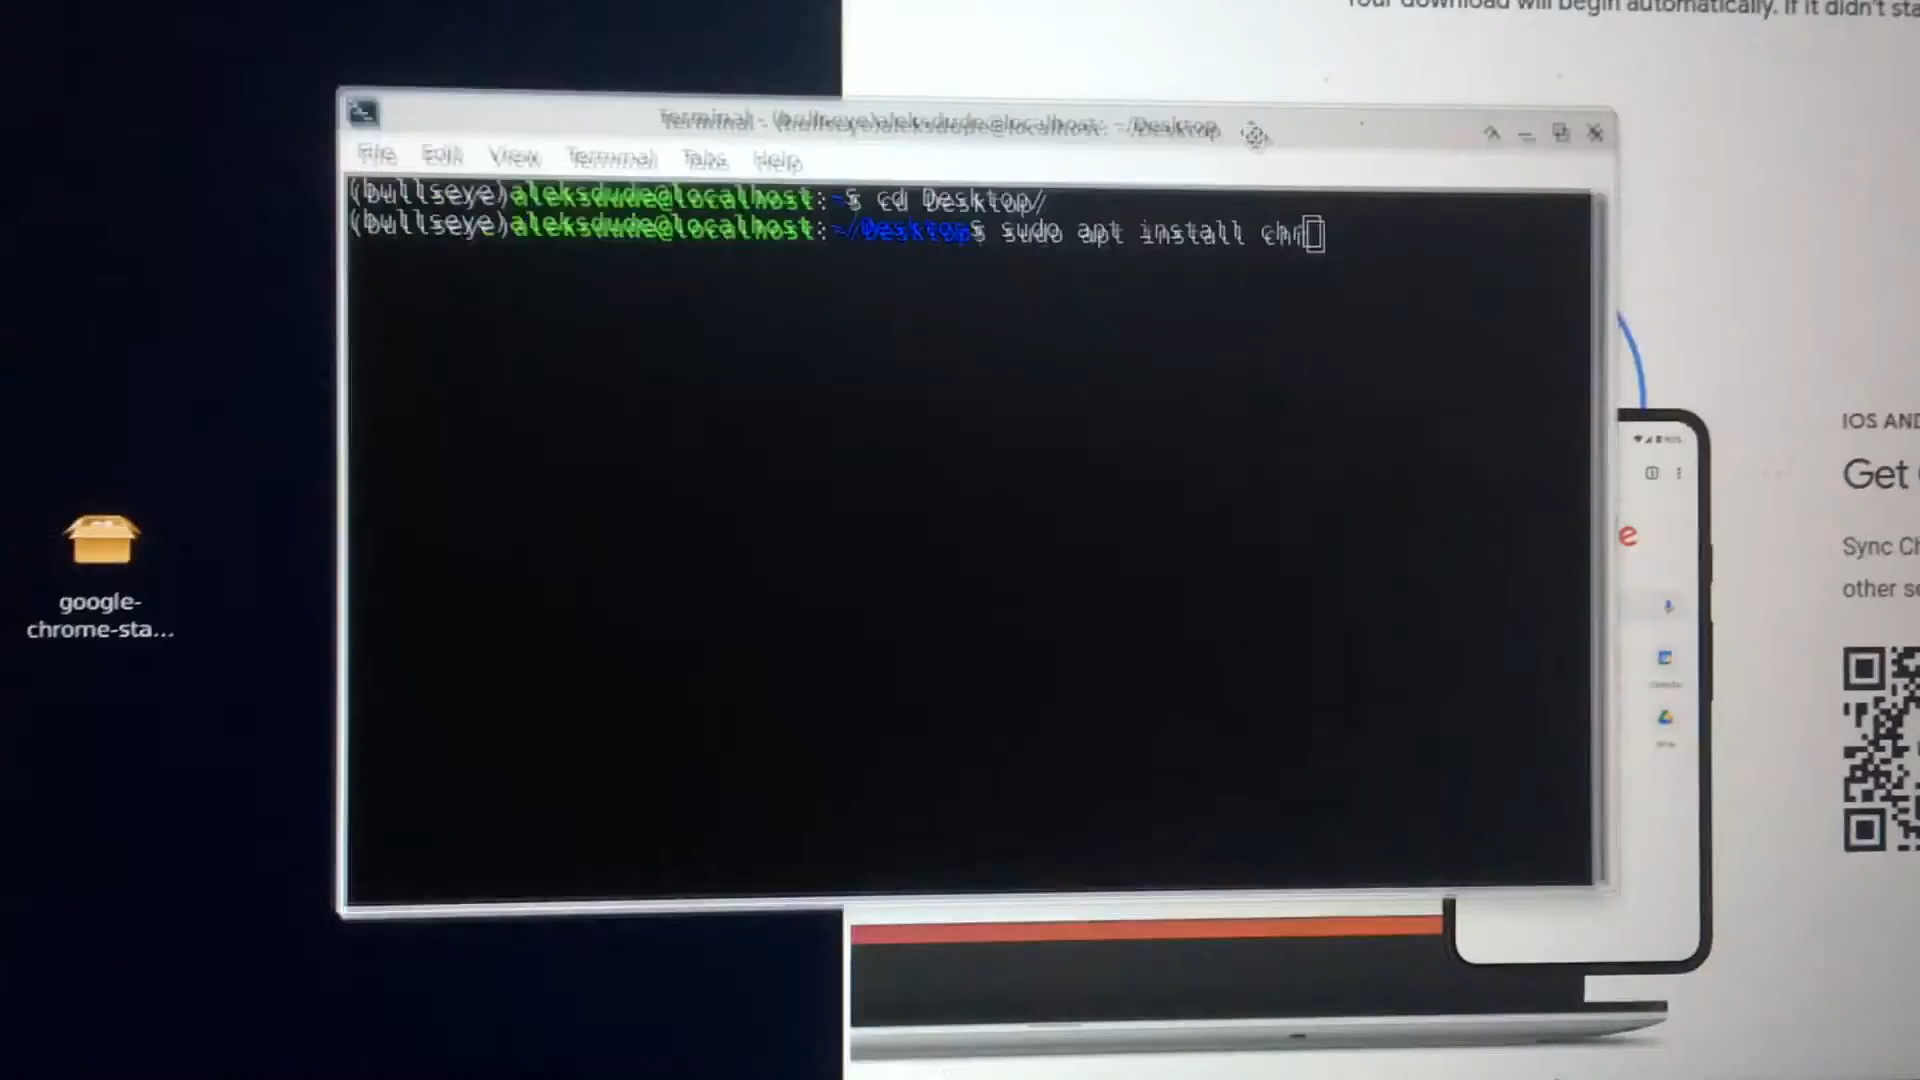 Your download will begin automatically. If it didn't sta
Terminal - (bullseye)aleksdude@localhost: ~/Desktop
File Edit View Terminal Tabs Help
(bullseye)aleksdude@localhost:~$ cd Desktop/
(bullseye)aleksdude@localhost:~/Desktop$ sudo apt install chr
google-
chrome-sta...
IOS AND
Get
Sync Ch
other se
e
Calendar